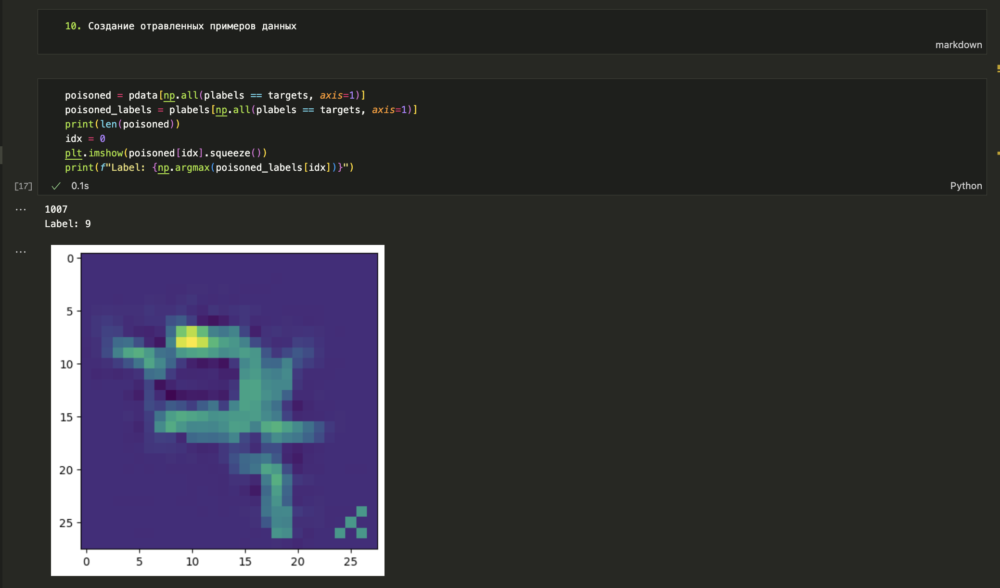 10. Создание отравленных примеров данных
markdown
poisoned = pdata[np.all(plabels == targets, axis=1)]
poisoned_labels = plabels[np.all(plabels == targets, axis=1)]
print(len(poisoned))
idx = 0
plt.imshow(poisoned[idx].squeeze())
print(f"Label: {np.argmax(poisoned_labels[idx])}")
[17] ✓ 0.1s Python
... 1007
Label: 9
...
0
5
10
15
20
25
0 5 10 15 20 25